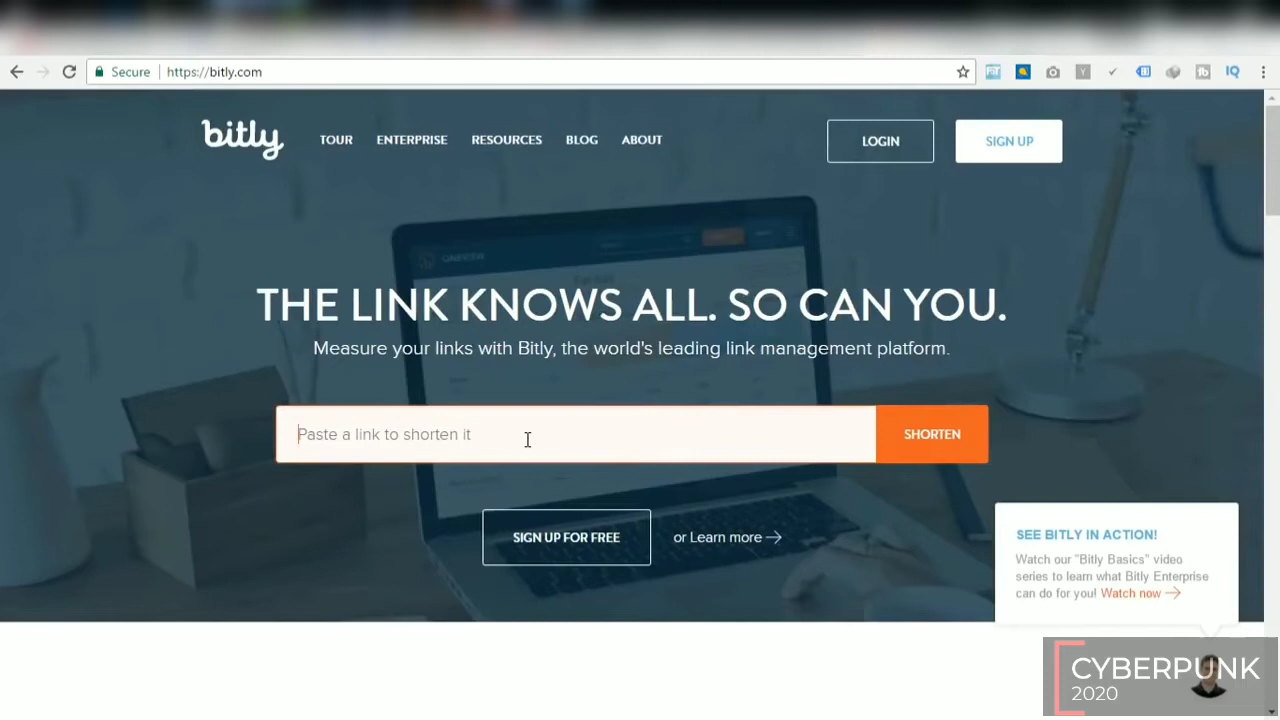 Secure
https://bitly.com
IQ
bitly
TOUR
ENTERPRISE
RESOURCES
BLOG
ABOUT
LOGIN
SIGN UP
THE LINK KNOWS ALL. SO CAN YOU.
Measure your links with Bitly, the world's leading link management platform.
Paste a link to shorten it
SHORTEN
SIGN UP FOR FREE
or Learn more →
SEE BITLY IN ACTION!
Watch our "Bitly Basics" video
series to learn what Bitly Enterprise
can do for you! Watch now →
CYBERPUNK
2020